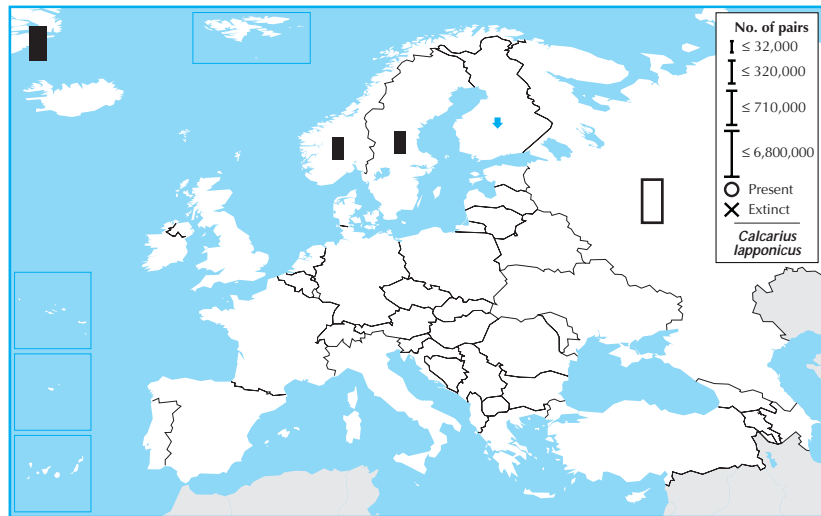 No. of pairs
≤ 32,000
≤ 320,000
≤ 710,000
≤ 6,800,000
Present
Extinct
Calcarius
lapponicus